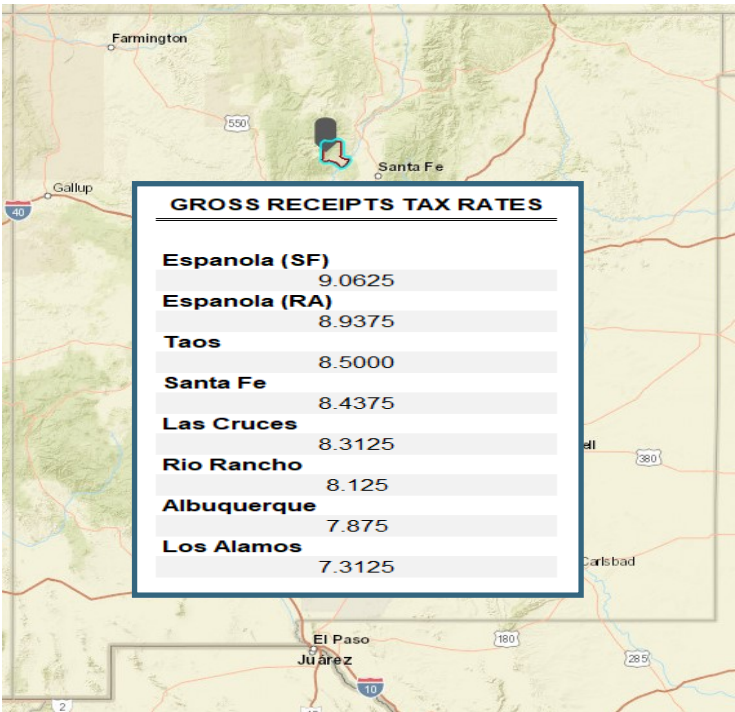 Farmington
550
Santa Fe
Gallup
40
GROSS RECEIPTS TAX RATES
Espanola (SF)
9.0625
Espanola (RA)
8.9375
Taos
8.5000
Santa Fe
8.4375
Las Cruces
8.3125
ell
380
Rio Rancho
8.125
Albuquerque
7.875
Los Alamos
7.3125
Carlsbad
El Paso
180
Juárez
285
10
2